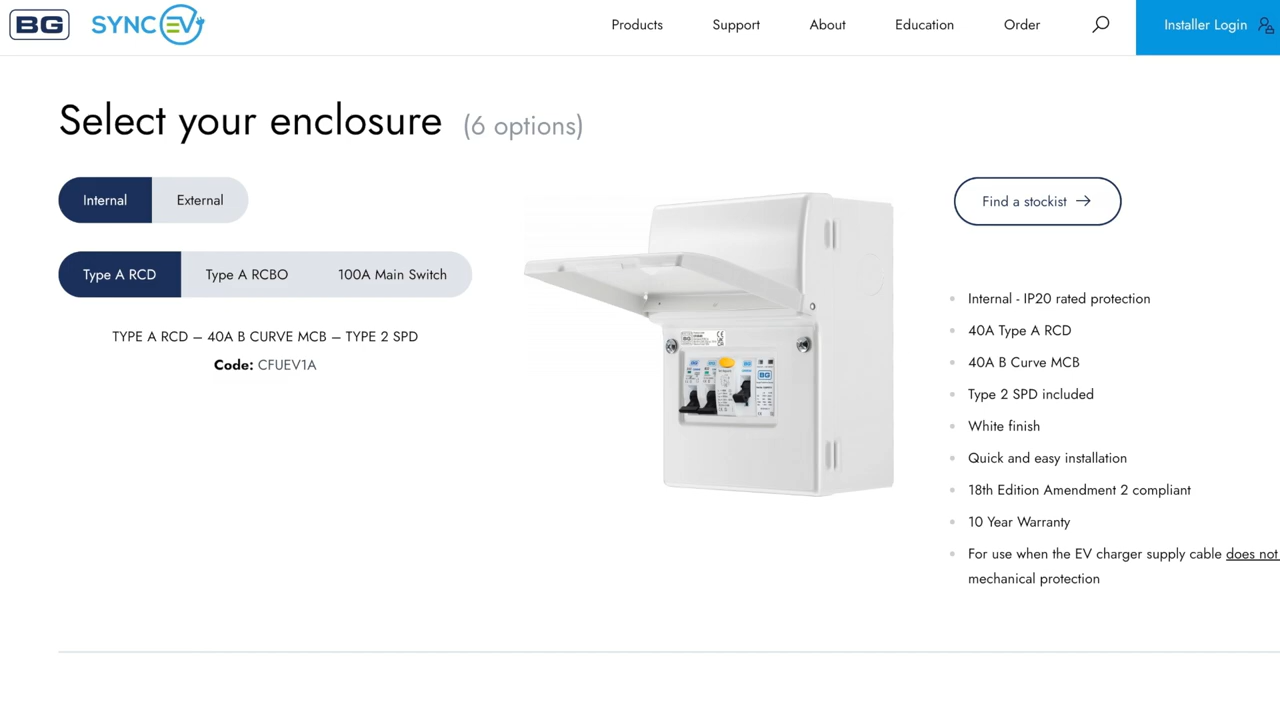 BG SYNC EV
Products Support About Education Order Installer Login
Select your enclosure (6 options)
Internal External
Find a stockist →
Type A RCD Type A RCBO 100A Main Switch
TYPE A RCD – 40A B CURVE MCB – TYPE 2 SPD
Code: CFUEV1A
Internal - IP20 rated protection
40A Type A RCD
40A B Curve MCB
Type 2 SPD included
White finish
Quick and easy installation
18th Edition Amendment 2 compliant
10 Year Warranty
For use when the EV charger supply cable does not
mechanical protection
BG